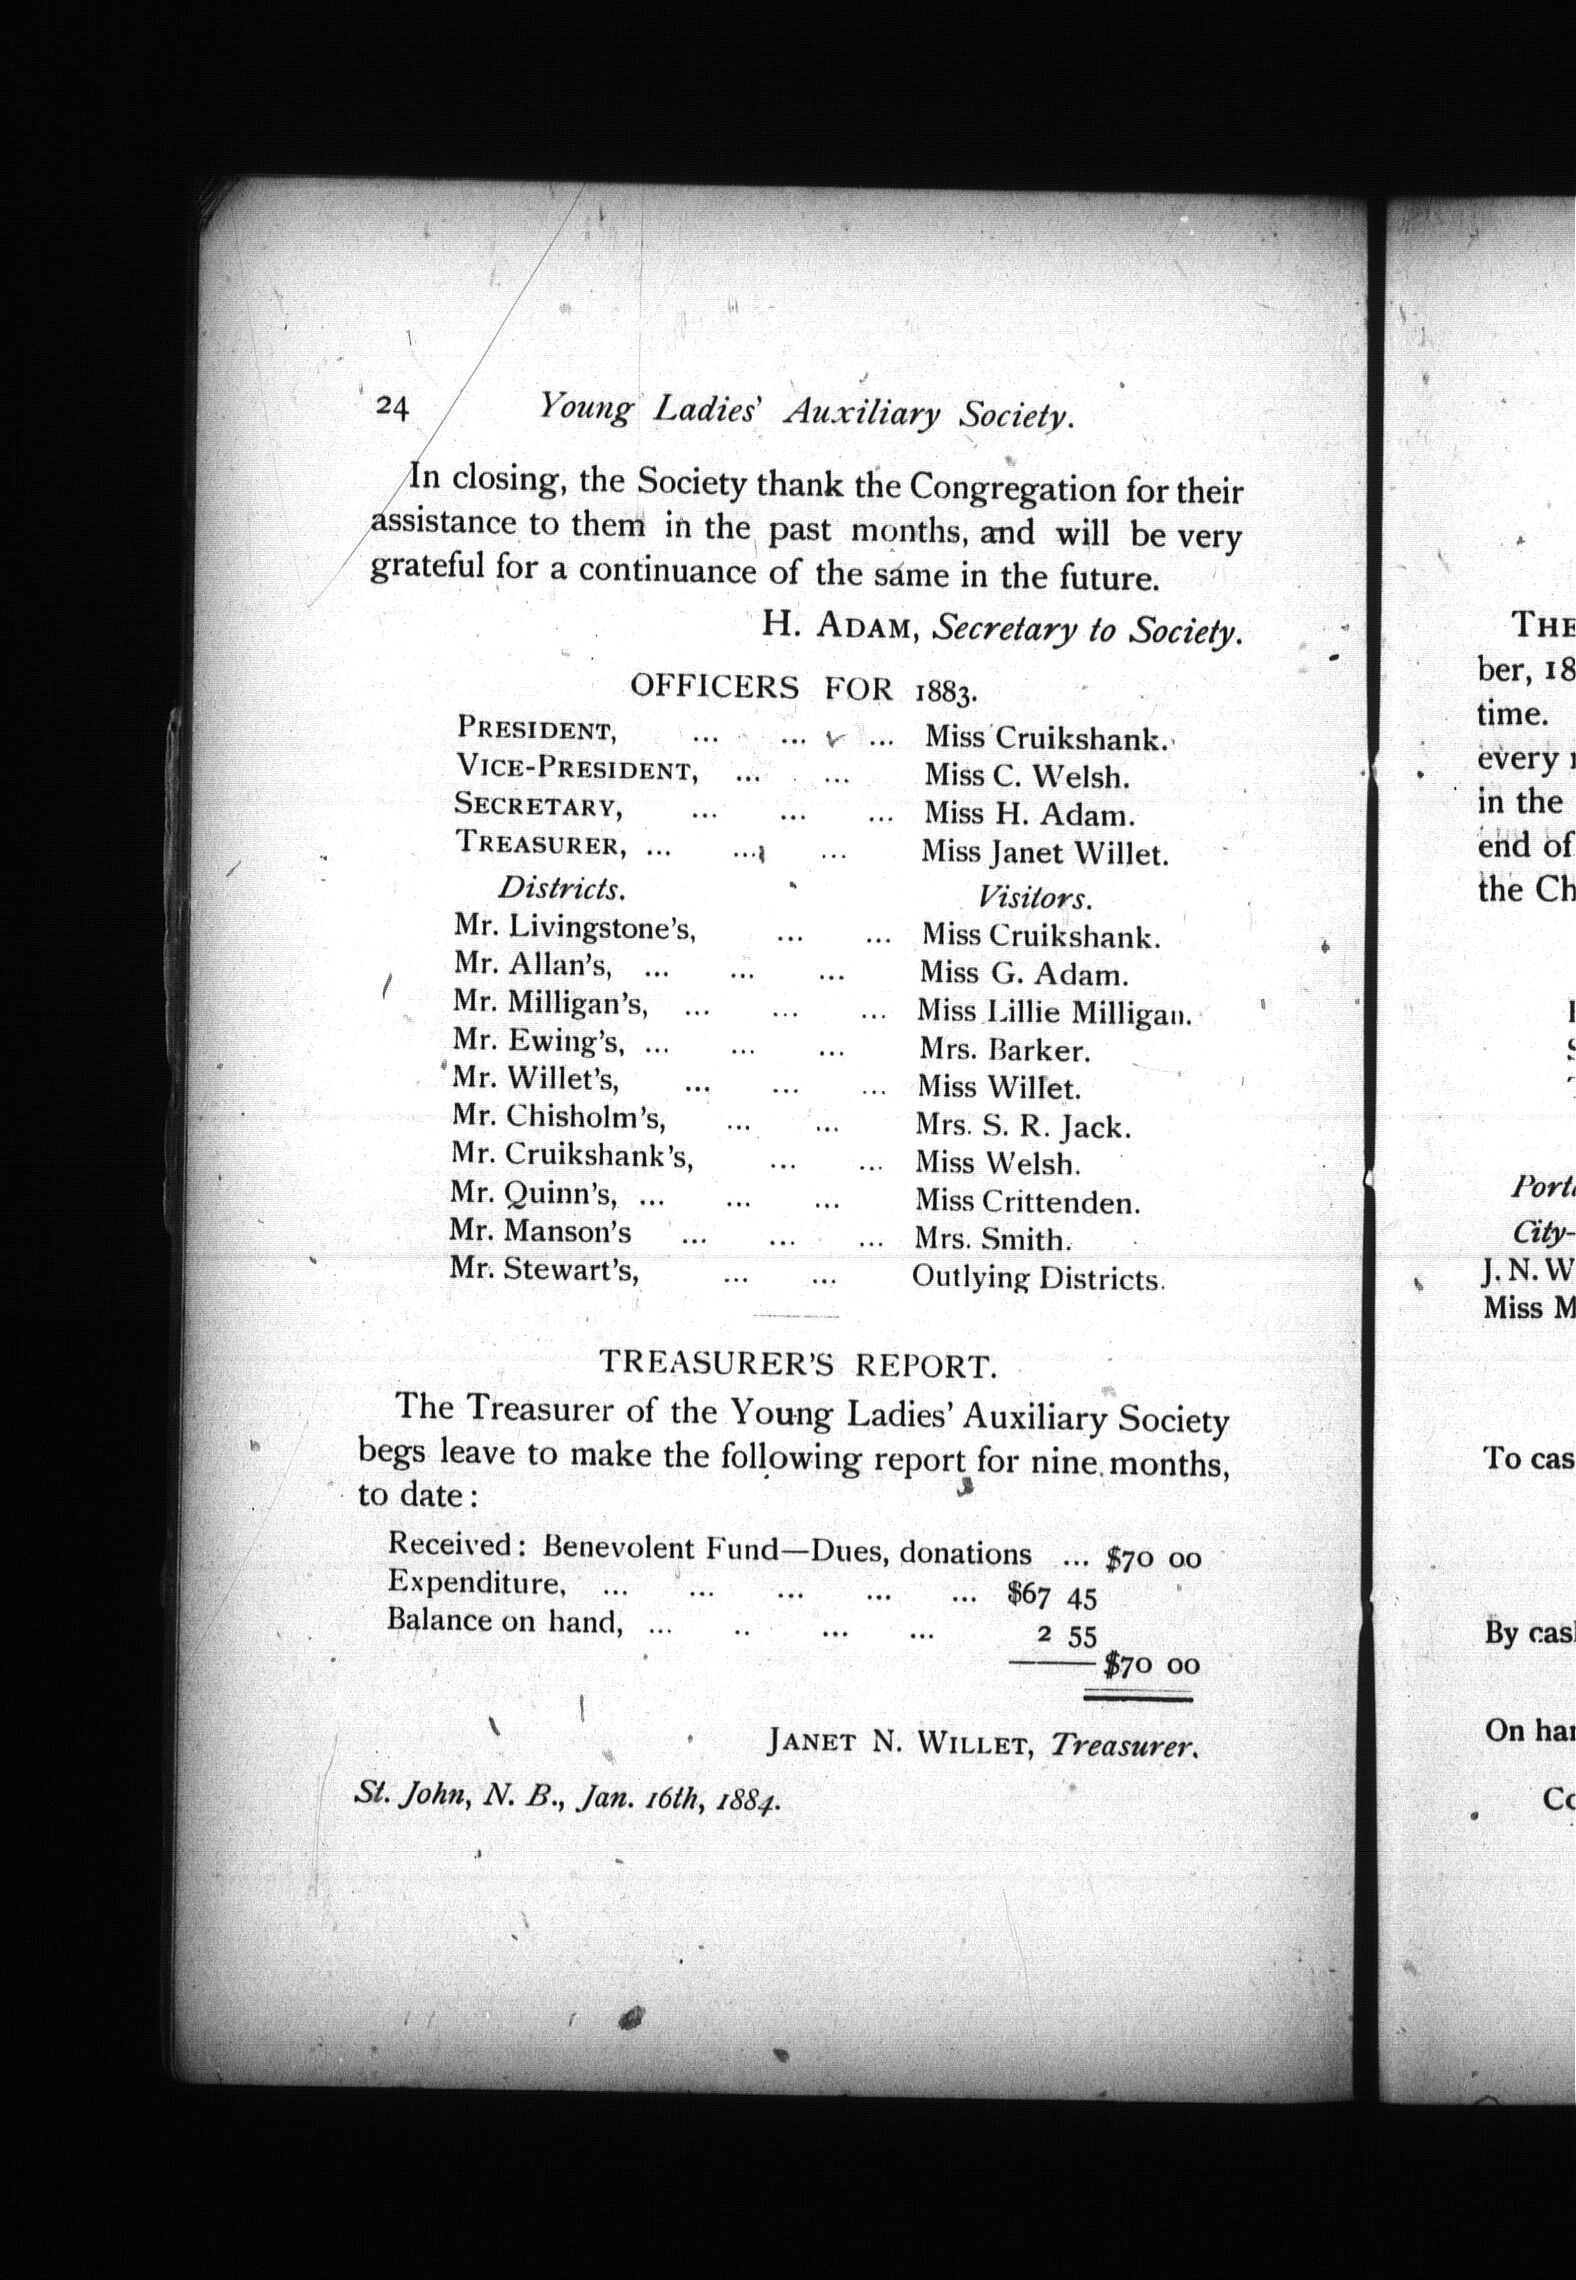 24 Young Ladies' Auxiliary Society.
In closing, the Society thank the Congregation for their
assistance to them in the past months, and will be very
grateful for a continuance of the same in the future.
H. ADAM, Secretary to Society.
OFFICERS FOR 1883.
PRESIDENT, ... ... ... Miss Cruikshank.
VICE-PRESIDENT, ... ... Miss C. Welsh.
SECRETARY, ... ... ... Miss H. Adam.
TREASURER, ... ... ... Miss Janet Willet.
Districts. Visitors.
Mr. Livingstone's, ... ... Miss Cruikshank.
Mr. Allan's, ... ... ... Miss G. Adam.
Mr. Milligan's, ... ... ... Miss Lillie Milligan.
Mr. Ewing's, ... ... ... Mrs. Barker.
Mr. Willet's, ... ... ... Miss Willet.
Mr. Chisholm's, ... ... Mrs. S. R. Jack.
Mr. Cruikshank's, ... ... Miss Welsh.
Mr. Quinn's, ... ... ... Miss Crittenden.
Mr. Manson's ... ... ... Mrs. Smith.
Mr. Stewart's, ... ... Outlying Districts.
TREASURER'S REPORT.
The Treasurer of the Young Ladies' Auxiliary Society
begs leave to make the following report for nine months,
to date:
Received: Benevolent Fund—Dues, donations ... $70 00
Expenditure, ... ... ... ... ... $67 45
Balance on hand, ... .. ... ... 2 55
$70 00
JANET N. WILLET, Treasurer.
St. John, N. B., Jan. 16th, 1884.
THE
ber, 18
time.
every
in the
end of
the Ch
Port
City-
J. N. W
Miss M
To cas
By cas
On han
Co